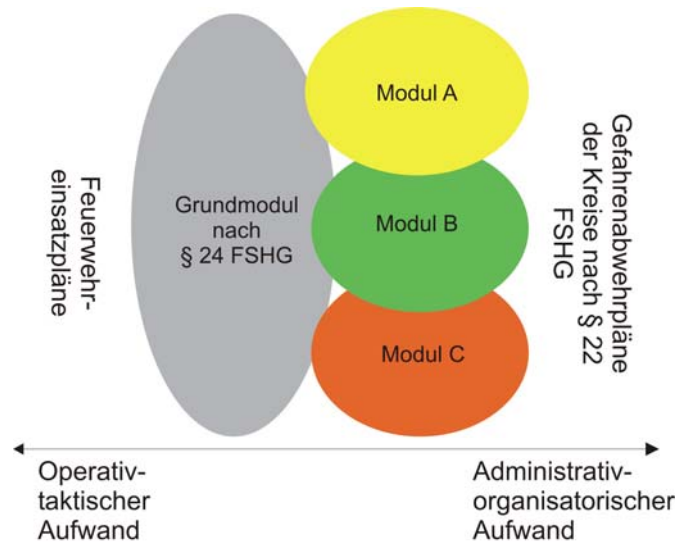 Feuerwehr-
einsatzpläne
Grundmodul
nach
§ 24 FSHG
Modul A
Modul B
Modul C
Gefahrenabwehrpläne
der Kreise nach § 22
FSHG
Operativ-
taktischer
Aufwand
Administrativ-
organisatorischer
Aufwand